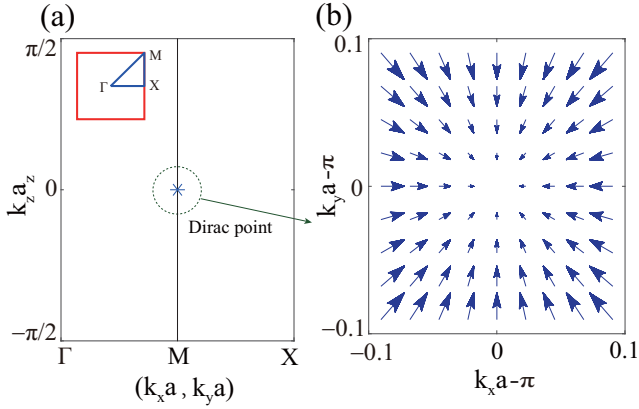 (a)
(b)
π/2
0
−π/2
k_z a_z
Γ
M
X
Γ
M
X
(k_x a , k_y a)
Dirac point
0.1
0
−0.1
k_y a−π
−0.1
0
0.1
k_x a−π